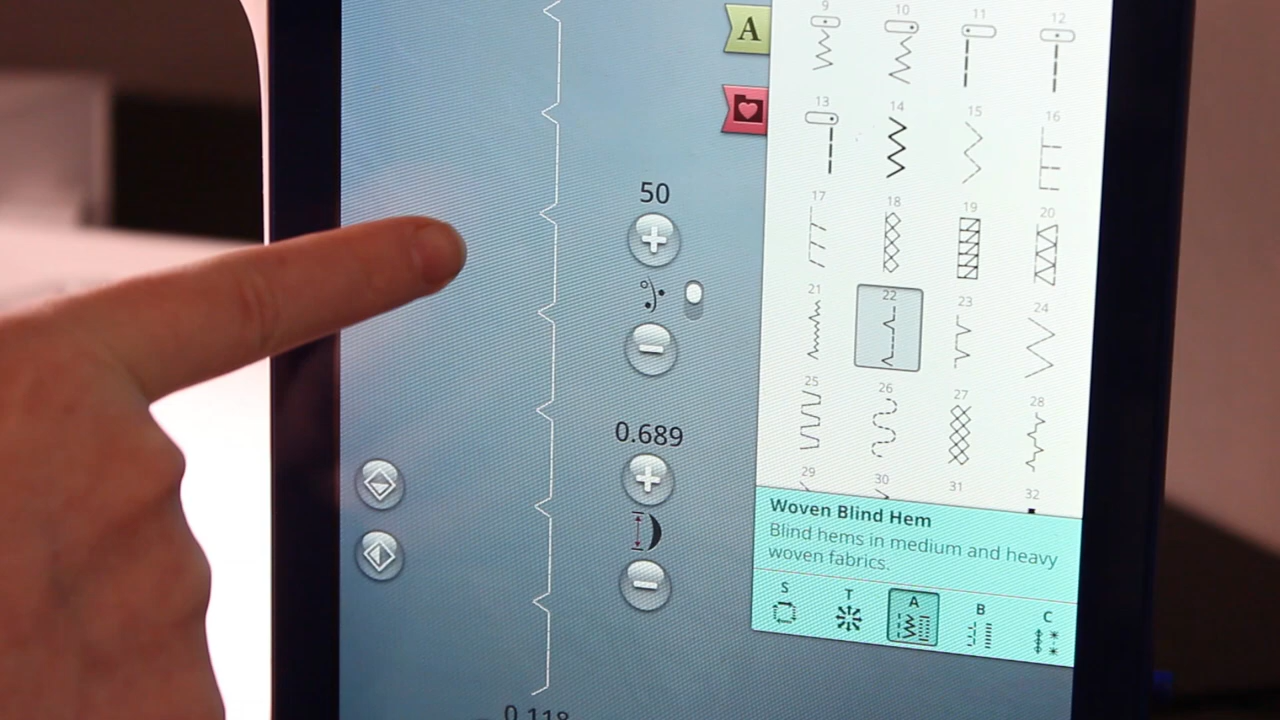 A
9 10 11 12
13 14 15 16
50
17 18 19 20
21 22 23 24
25 26 27 28
0.689
29 30 31 32
Woven Blind Hem
Blind hems in medium and heavy
woven fabrics.
S T A B C
0.118